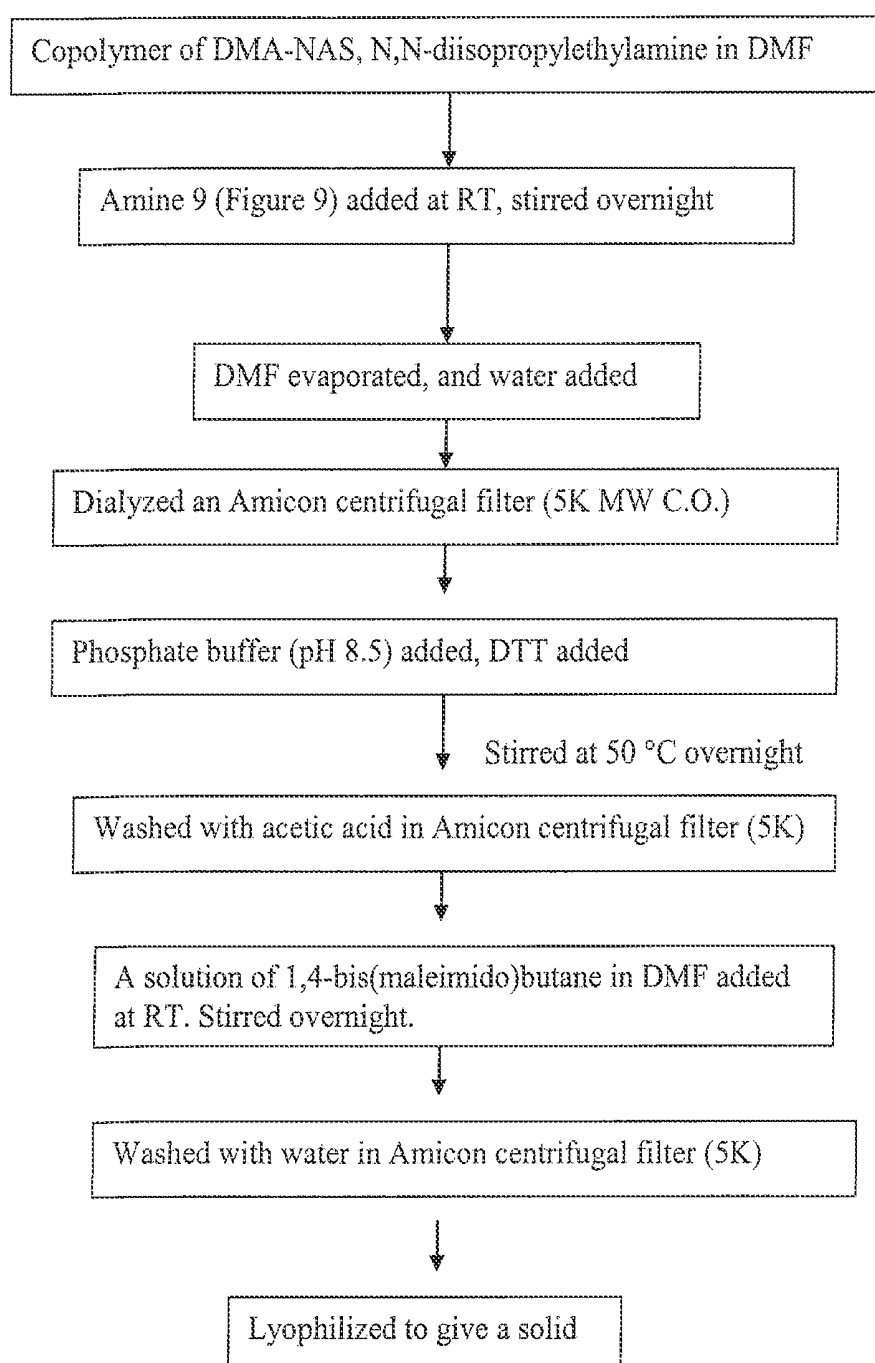 Copolymer of DMA-NAS, N,N-diisopropylethylamine in DMF
Amine 9 (Figure 9) added at RT, stirred overnight
DMF evaporated, and water added
Dialyzed an Amicon centrifugal filter (5K MW C.O.)
Phosphate buffer (pH 8.5) added, DTT added
Stirred at 50 °C overnight
Washed with acetic acid in Amicon centrifugal filter (5K)
A solution of 1,4-bis(maleimido)butane in DMF added
at RT. Stirred overnight.
Washed with water in Amicon centrifugal filter (5K)
Lyophilized to give a solid